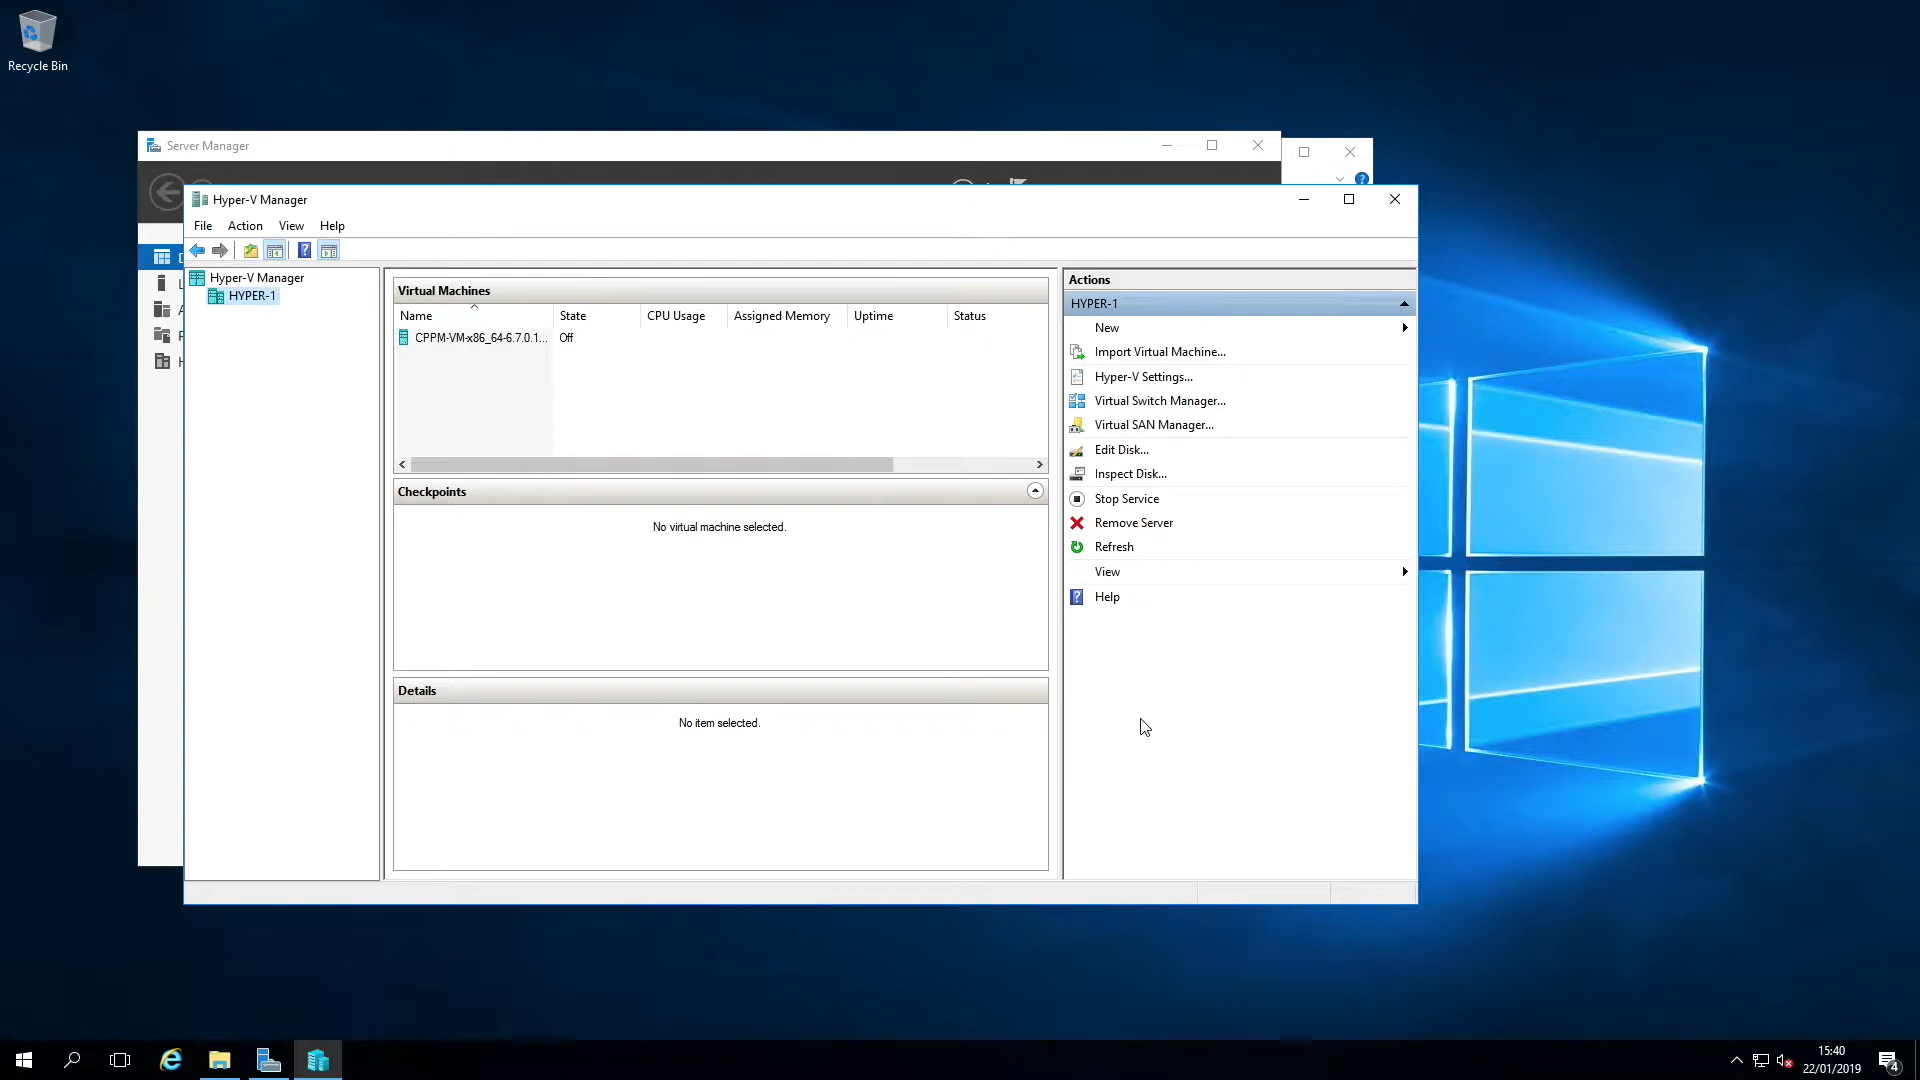 Recycle Bin
Server Manager
Hyper-V Manager
File Action View Help
Hyper-V Manager
HYPER-1
Virtual Machines
Name State CPU Usage Assigned Memory Uptime Status
CPPM-VM-x86_64-6.7.0.1... Off
Checkpoints
No virtual machine selected.
Details
No item selected.
Actions
HYPER-1
New
Import Virtual Machine...
Hyper-V Settings...
Virtual Switch Manager...
Virtual SAN Manager...
Edit Disk...
Inspect Disk...
Stop Service
Remove Server
Refresh
View
Help
15:40
22/01/2019
4